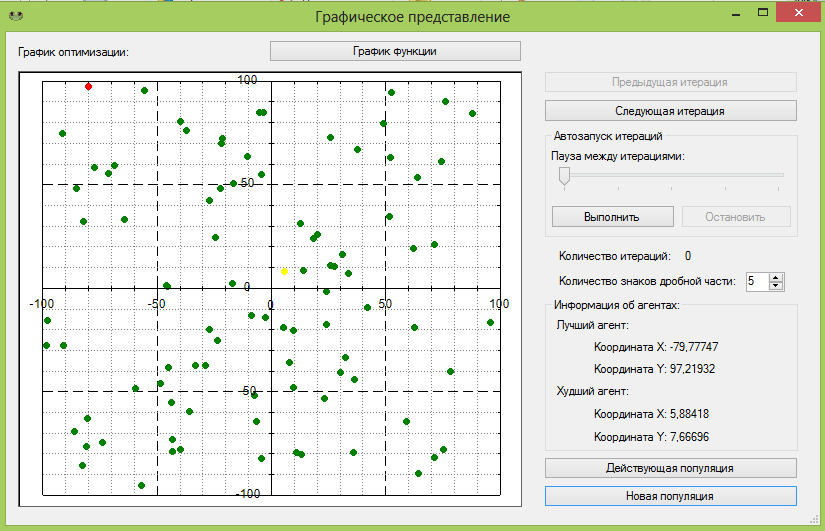 Графическое представление
График оптимизации:
График функции
100
50
0
-100
-50
0
50
100
-50
-100
Предыдущая итерация
Следующая итерация
Автозапуск итераций
Пауза между итерациями:
Выполнить
Остановить
Количество итераций: 0
Количество знаков дробной части: 5
Информация об агентах:
Лучший агент:
Координата X: -79,77747
Координата Y: 97,21932
Худший агент:
Координата X: 5,88418
Координата Y: 7,66696
Действующая популяция
Новая популяция